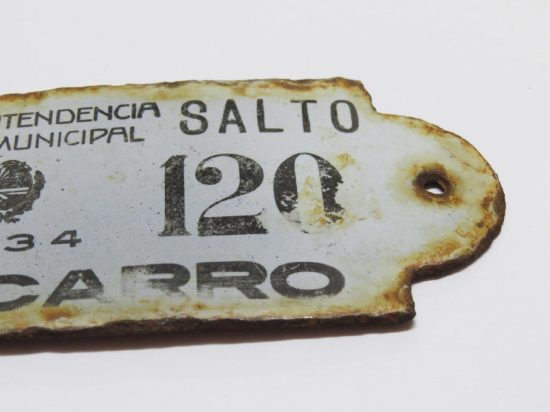 TENDENCIA SALTO
MUNICIPAL
120
34
CARRO